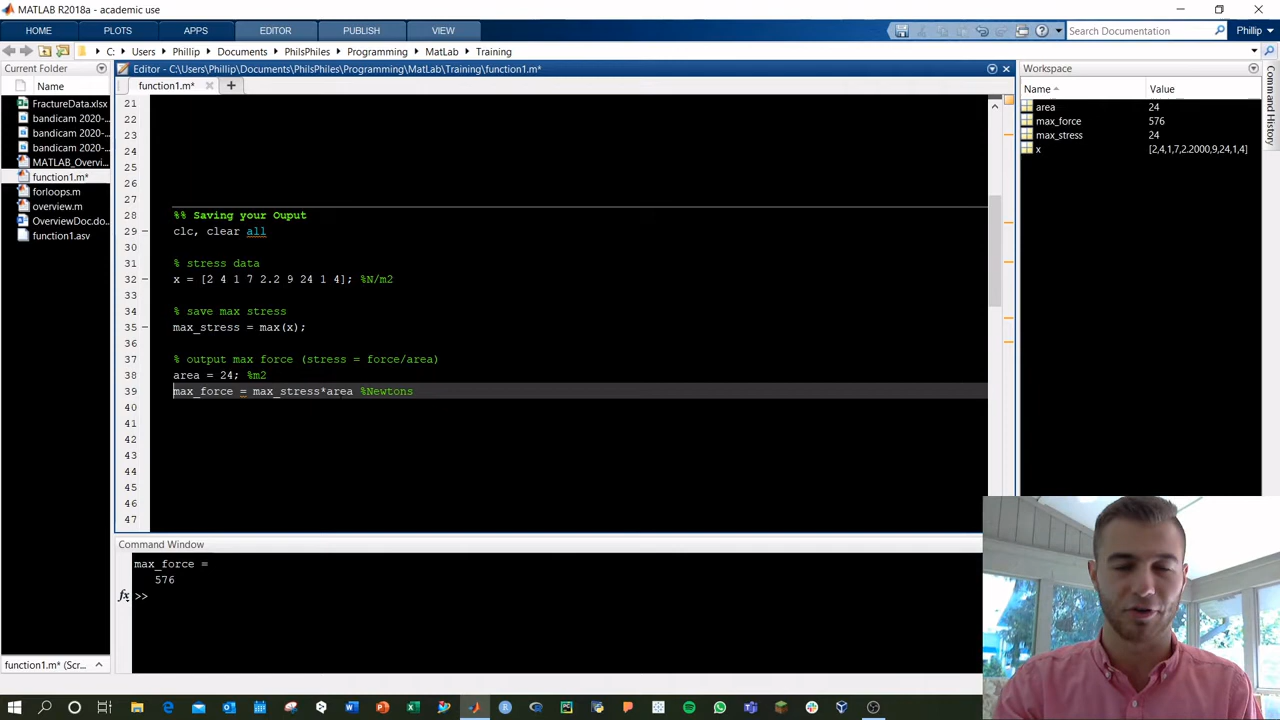 MATLAB R2018a - academic use
HOME PLOTS APPS EDITOR PUBLISH VIEW
Search Documentation
Phillip
C: Users Phillip Documents PhilsPhiles Programming MatLab Training
Current Folder
Name
FractureData.xlsx
bandicam 2020-...
bandicam 2020-...
bandicam 2020-...
MATLAB_Overvi...
function1.m*
forloops.m
overview.m
OverviewDoc.do...
function1.asv
function1.m* (Scr...
Editor - C:\Users\Phillip\Documents\PhilsPhiles\Programming\MatLab\Training\function1.m*
function1.m*
21
22
23
24
25
26
27
28 %% Saving your Ouput
29 clc, clear all
30
31 % stress data
32 x = [2 4 1 7 2.2 9 24 1 4]; %N/m2
33
34 % save max stress
35 max_stress = max(x);
36
37 % output max force (stress = force/area)
38 area = 24; %m2
39 max_force = max_stress*area %Newtons
40
41
42
43
44
45
46
47
Command Window
max_force =
576
fx >>
Workspace
Name Value
area 24
max_force 576
max_stress 24
x [2,4,1,7,2.2000,9,24,1,4]
Command History